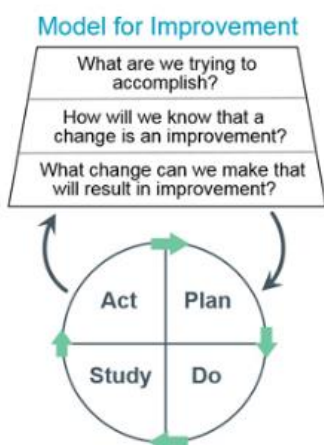 Model for Improvement
What are we trying to
accomplish?
How will we know that a
change is an improvement?
What change can we make that
will result in improvement?
Act
Plan
Study
Do